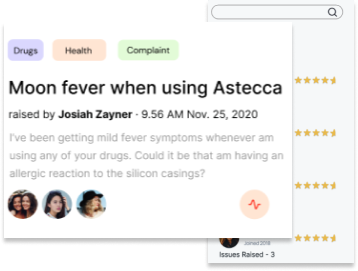 Drugs
Health
Complaint
Moon fever when using Astecca
raised by Josiah Zayner · 9.56 AM Nov. 25, 2020
I've been getting mild fever symptoms whenever am
using any of your drugs. Could it be that am having an
allergic reaction to the silicon casings?
Joined 2018
Issues Raised - 3